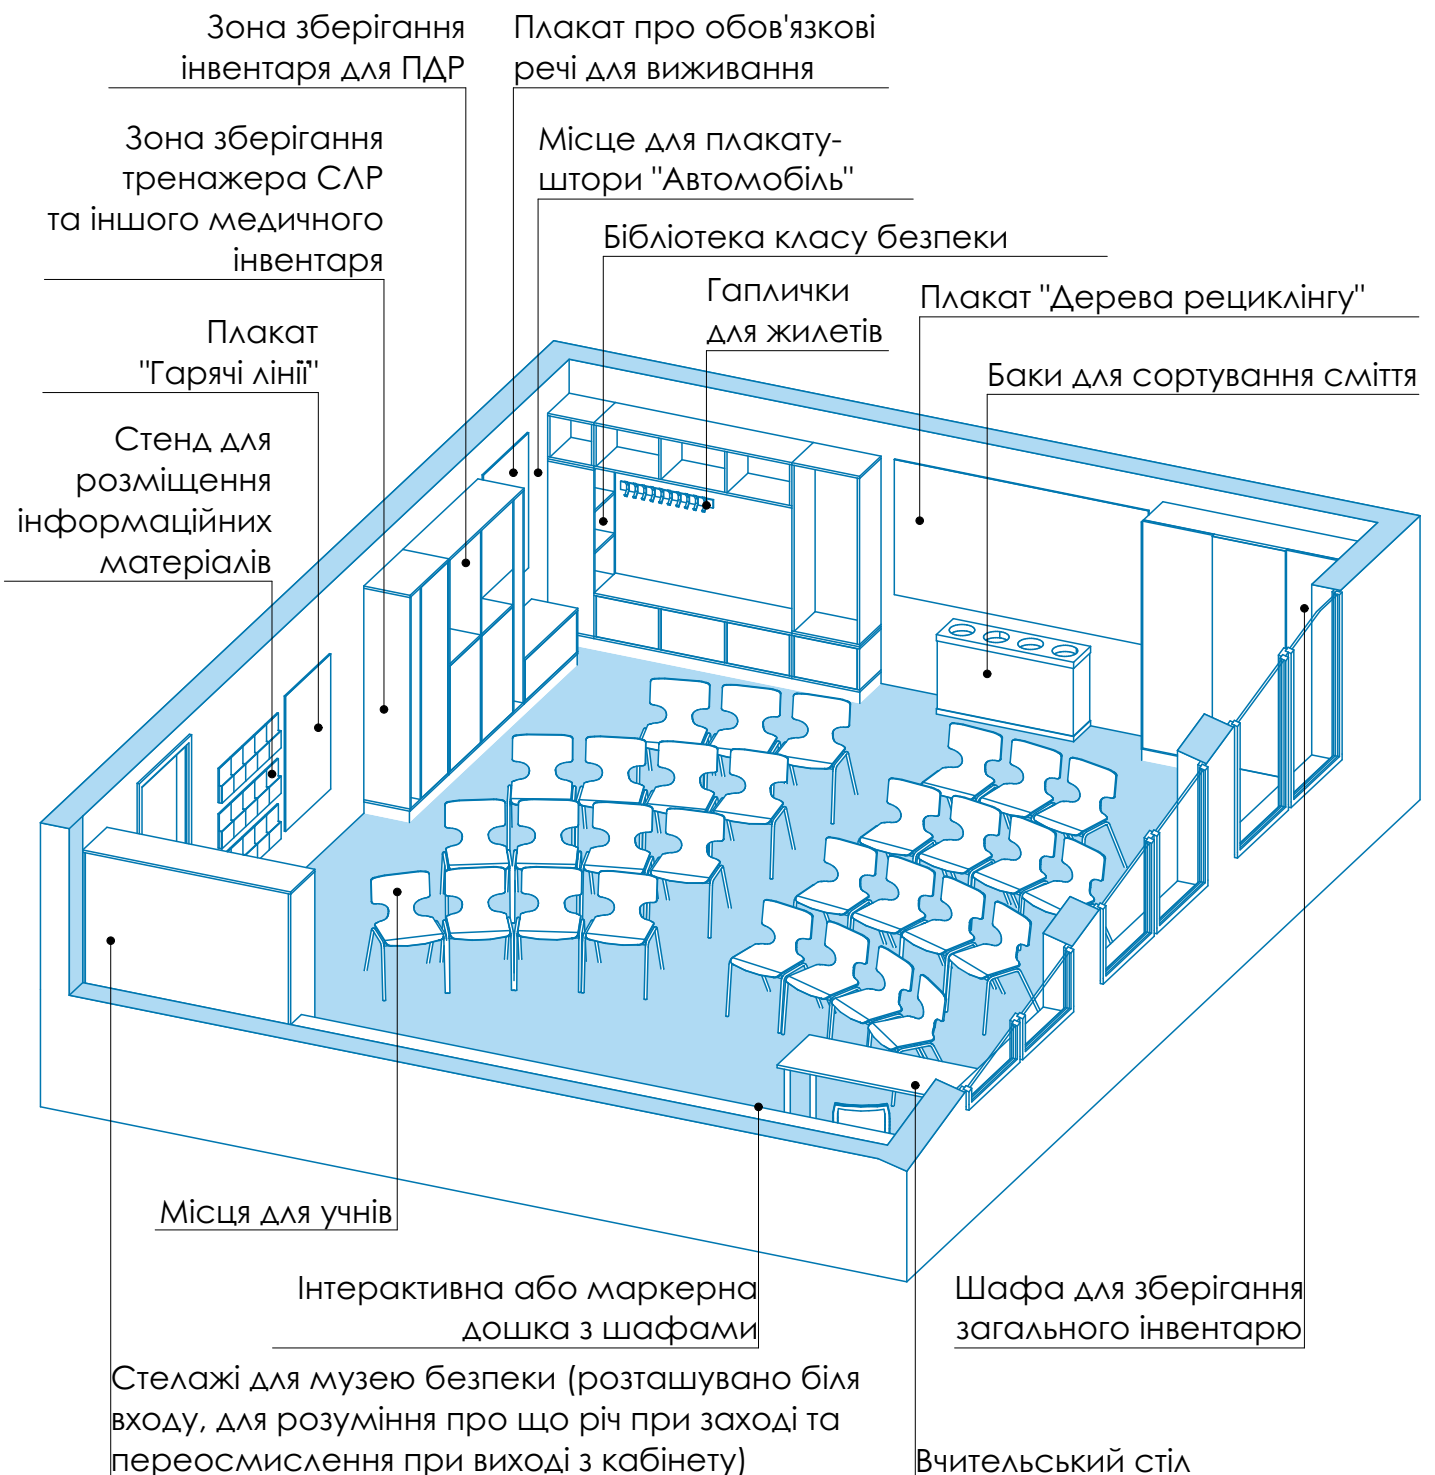 Зона зберігання
інвентаря для ПДР
Плакат про обов'язкові
речі для виживання
Зона зберігання
тренажера СЛР
та іншого медичного
інвентаря
Місце для плакату-
штори "Автомобіль"
Бібліотека класу безпеки
Гаплички
для жилетів
Плакат "Дерева рециклінгу"
Плакат
"Гарячі лінії"
Баки для сортування сміття
Стенд для
розміщення
інформаційних
матеріалів
Місця для учнів
Інтерактивна або маркерна
дошка з шафами
Шафа для зберігання
загального інвентарю
Стелажі для музею безпеки (розташувано біля
входу, для розуміння про що річ при заході та
переосмислення при виході з кабінету)
Вчительський стіл